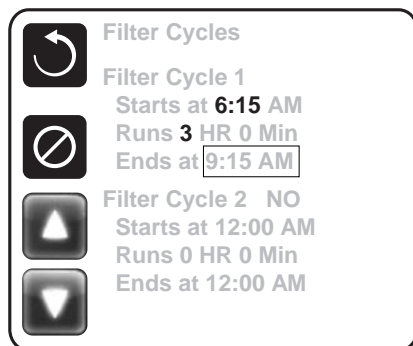 Filter Cycles
Filter Cycle 1
Starts at 6:15 AM
Runs 3 HR 0 Min
Ends at 9:15 AM
Filter Cycle 2 NO
Starts at 12:00 AM
Runs 0 HR 0 Min
Ends at 12:00 AM